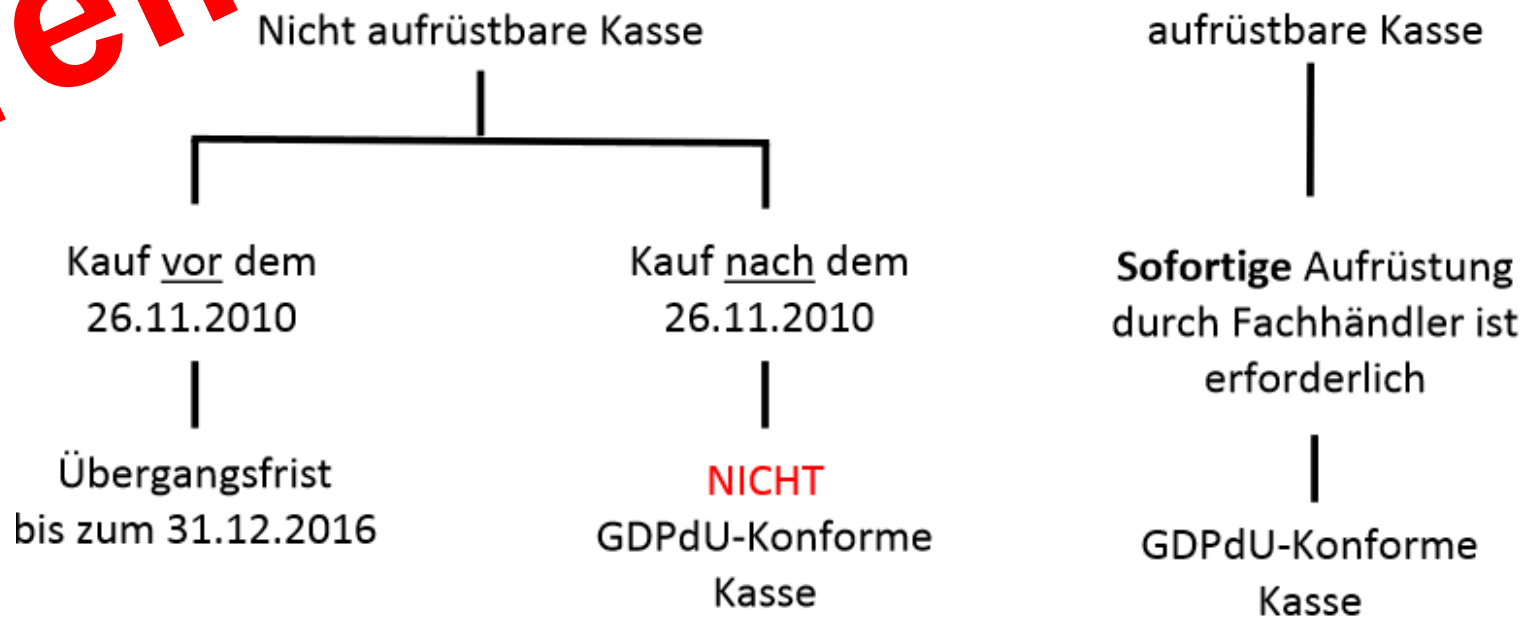 Nicht aufrüstbare Kasse
aufrüstbare Kasse
Kauf vor dem
26.11.2010
Kauf nach dem
26.11.2010
Sofortige Aufrüstung
durch Fachhändler ist
erforderlich
Übergangsfrist
bis zum 31.12.2016
NICHT
GDPdU-Konforme
Kasse
GDPdU-Konforme
Kasse